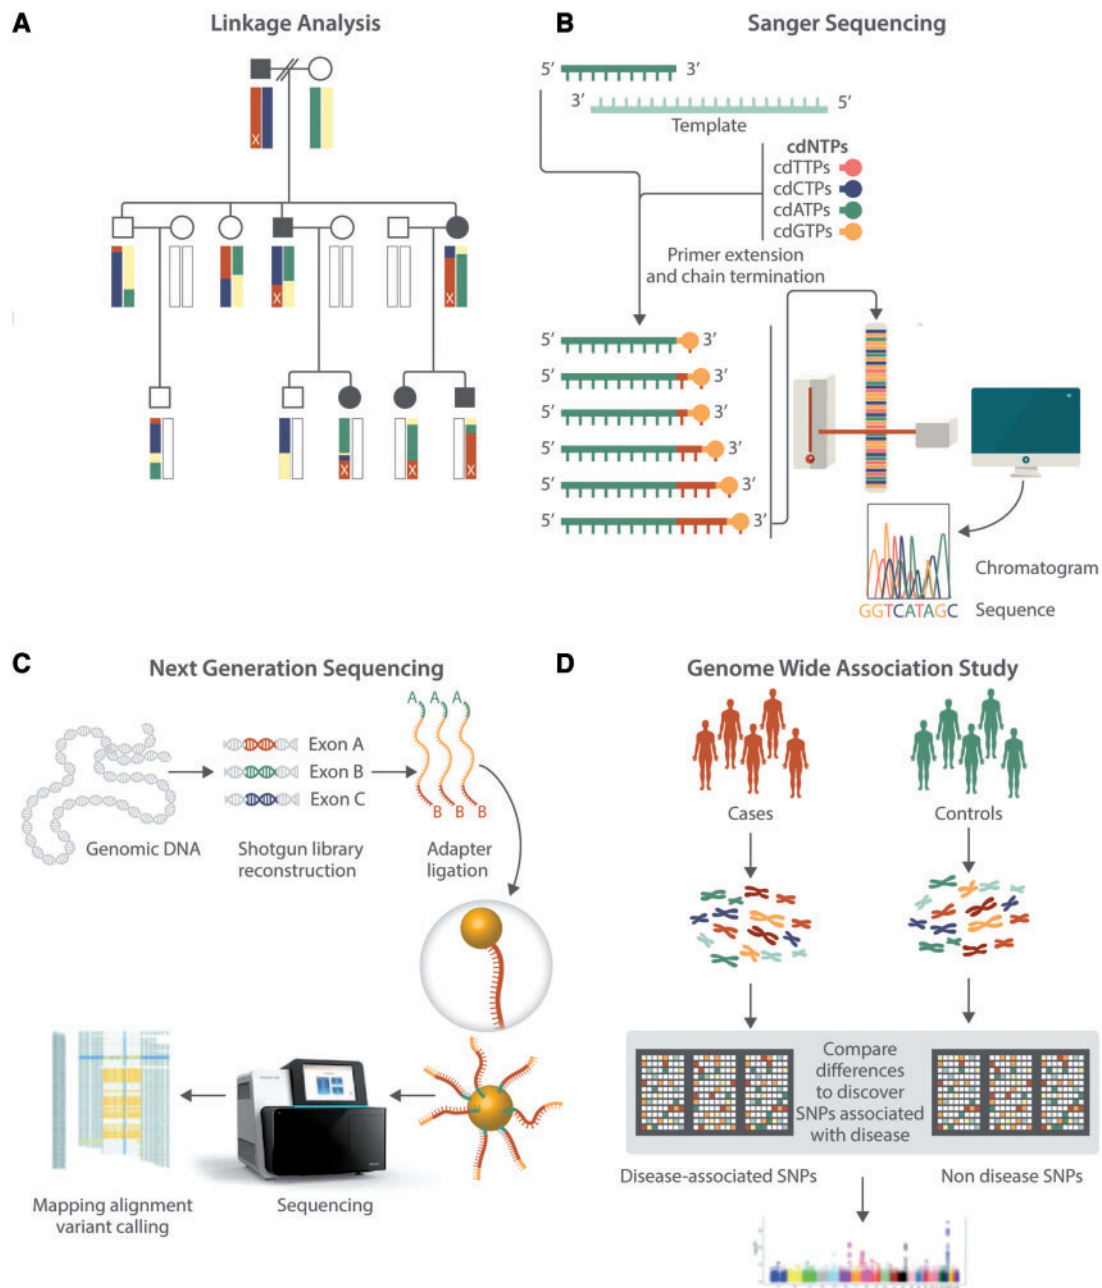 A
Linkage Analysis
X
X
X
X
X
X
B
Sanger Sequencing
5′
3′
3′
5′
Template
cdNTPs
cdTTPs
cdCTPs
cdATPs
cdGTPs
Primer extension
and chain termination
5′
3′
5′
3′
5′
3′
5′
3′
5′
3′
5′
3′
Chromatogram
GGTCATAGC
Sequence
C
Next Generation Sequencing
A A A
Exon A
Exon B
Exon C
B B B
Genomic DNA
Shotgun library
reconstruction
Adapter
ligation
Sequencing
Mapping alignment
variant calling
D
Genome Wide Association Study
Cases
Controls
Compare
differences
to discover
SNPs associated
with disease
Disease-associated SNPs
Non disease SNPs